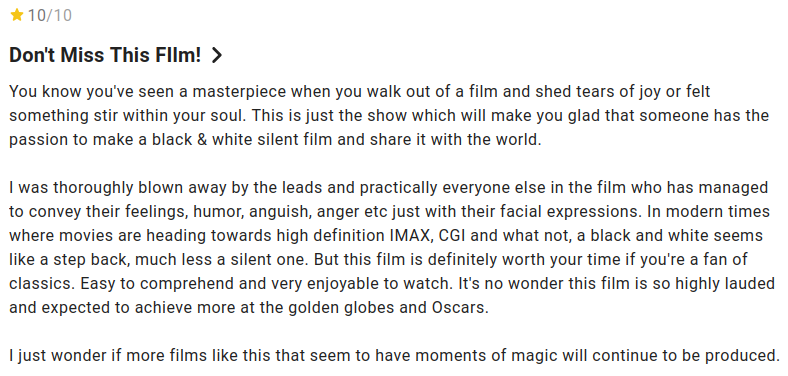 10/10
Don't Miss This FIlm!
You know you've seen a masterpiece when you walk out of a film and shed tears of joy or felt
something stir within your soul. This is just the show which will make you glad that someone has the
passion to make a black & white silent film and share it with the world.
I was thoroughly blown away by the leads and practically everyone else in the film who has managed
to convey their feelings, humor, anguish, anger etc just with their facial expressions. In modern times
where movies are heading towards high definition IMAX, CGI and what not, a black and white seems
like a step back, much less a silent one. But this film is definitely worth your time if you're a fan of
classics. Easy to comprehend and very enjoyable to watch. It's no wonder this film is so highly lauded
and expected to achieve more at the golden globes and Oscars.
I just wonder if more films like this that seem to have moments of magic will continue to be produced.